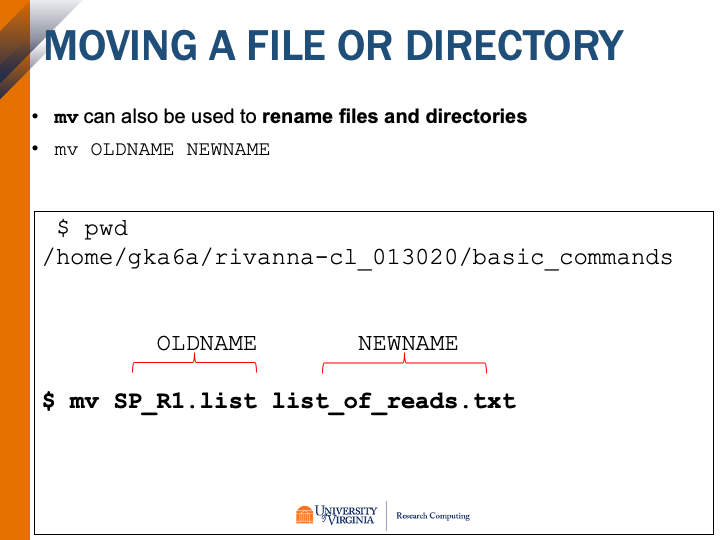 MOVING A FILE OR DIRECTORY
• mv can also be used to rename files and directories
• mv OLDNAME NEWNAME
$ pwd
/home/gka6a/rivanna-cl_013020/basic_commands
OLDNAME NEWNAME
$ mv SP_R1.list list_of_reads.txt
UNIVERSITY
of VIRGINIA
Research Computing